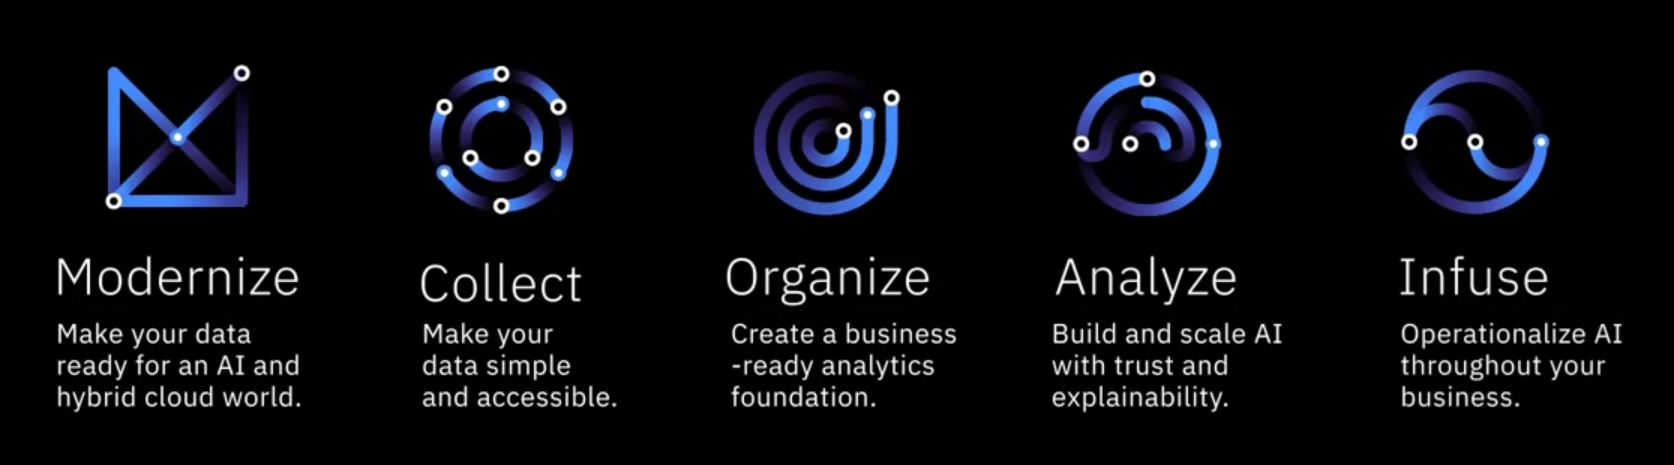 Modernize
Make your data
ready for an AI and
hybrid cloud world.
Collect
Make your
data simple
and accessible.
Organize
Create a business
-ready analytics
foundation.
Analyze
Build and scale AI
with trust and
explainability.
Infuse
Operationalize AI
throughout your
business.